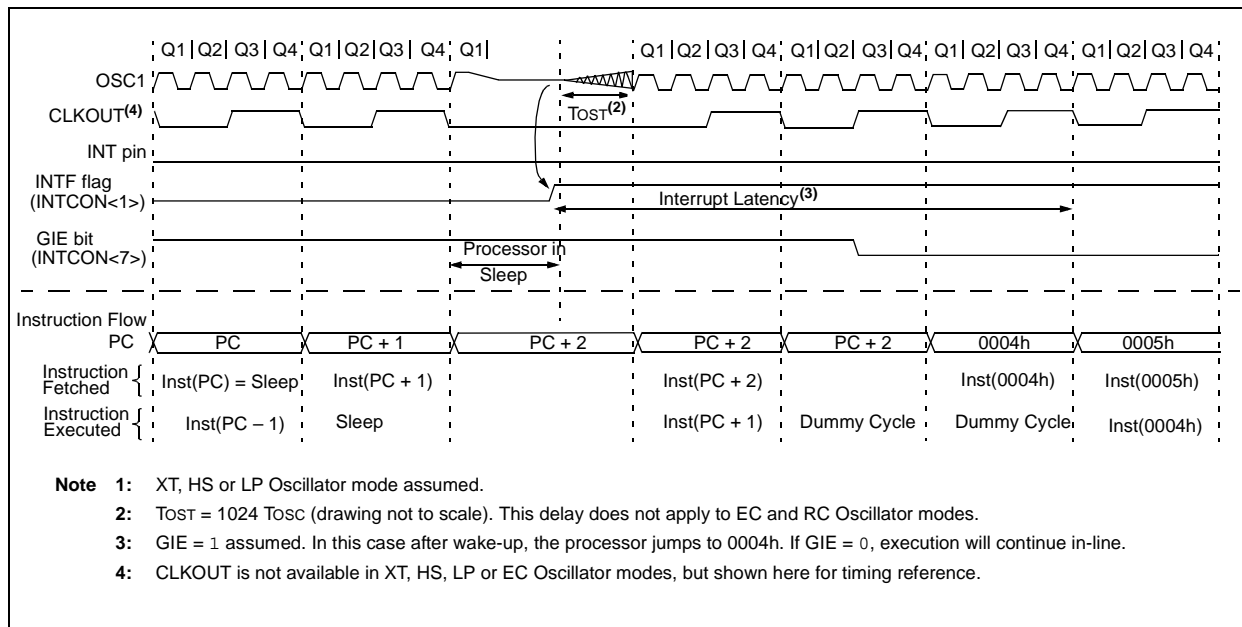 Q1 | Q2 | Q3 | Q4 | Q1 | Q2 | Q3 | Q4 | Q1 | Q1 | Q2 | Q3 | Q4 | Q1 | Q2 | Q3 | Q4 | Q1 | Q2 | Q3 | Q4 | Q1 | Q2 | Q3 | Q4
OSC1
CLKOUT(4)
TOST(2)
INT pin
INTF flag
(INTCON<1>)
Interrupt Latency(3)
GIE bit
(INTCON<7>)
Processor in
Sleep
Instruction Flow
PC PC PC + 1 PC + 2 PC + 2 PC + 2 0004h 0005h
Instruction
Fetched
Inst(PC) = Sleep Inst(PC + 1) Inst(PC + 2) Inst(0004h) Inst(0005h)
Instruction
Executed
Inst(PC – 1) Sleep Inst(PC + 1) Dummy Cycle Dummy Cycle Inst(0004h)
Note 1: XT, HS or LP Oscillator mode assumed.
2: TOST = 1024 TOSC (drawing not to scale). This delay does not apply to EC and RC Oscillator modes.
3: GIE = 1 assumed. In this case after wake-up, the processor jumps to 0004h. If GIE = 0, execution will continue in-line.
4: CLKOUT is not available in XT, HS, LP or EC Oscillator modes, but shown here for timing reference.